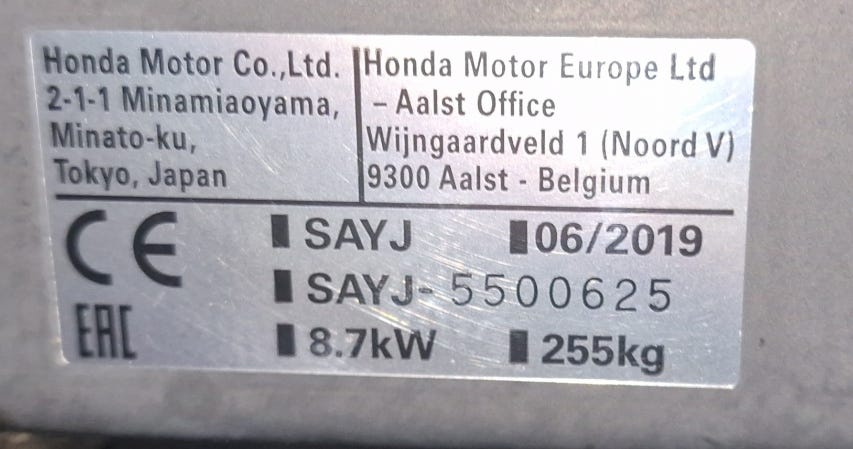 Honda Motor Co.,Ltd.
2-1-1 Minamiaoyama,
Minato-ku,
Tokyo, Japan
Honda Motor Europe Ltd
- Aalst Office
Wijngaardveld 1 (Noord V)
9300 Aalst - Belgium
CE
EAC
SAYJ 06/2019
SAYJ-5500625
8.7kW 255kg